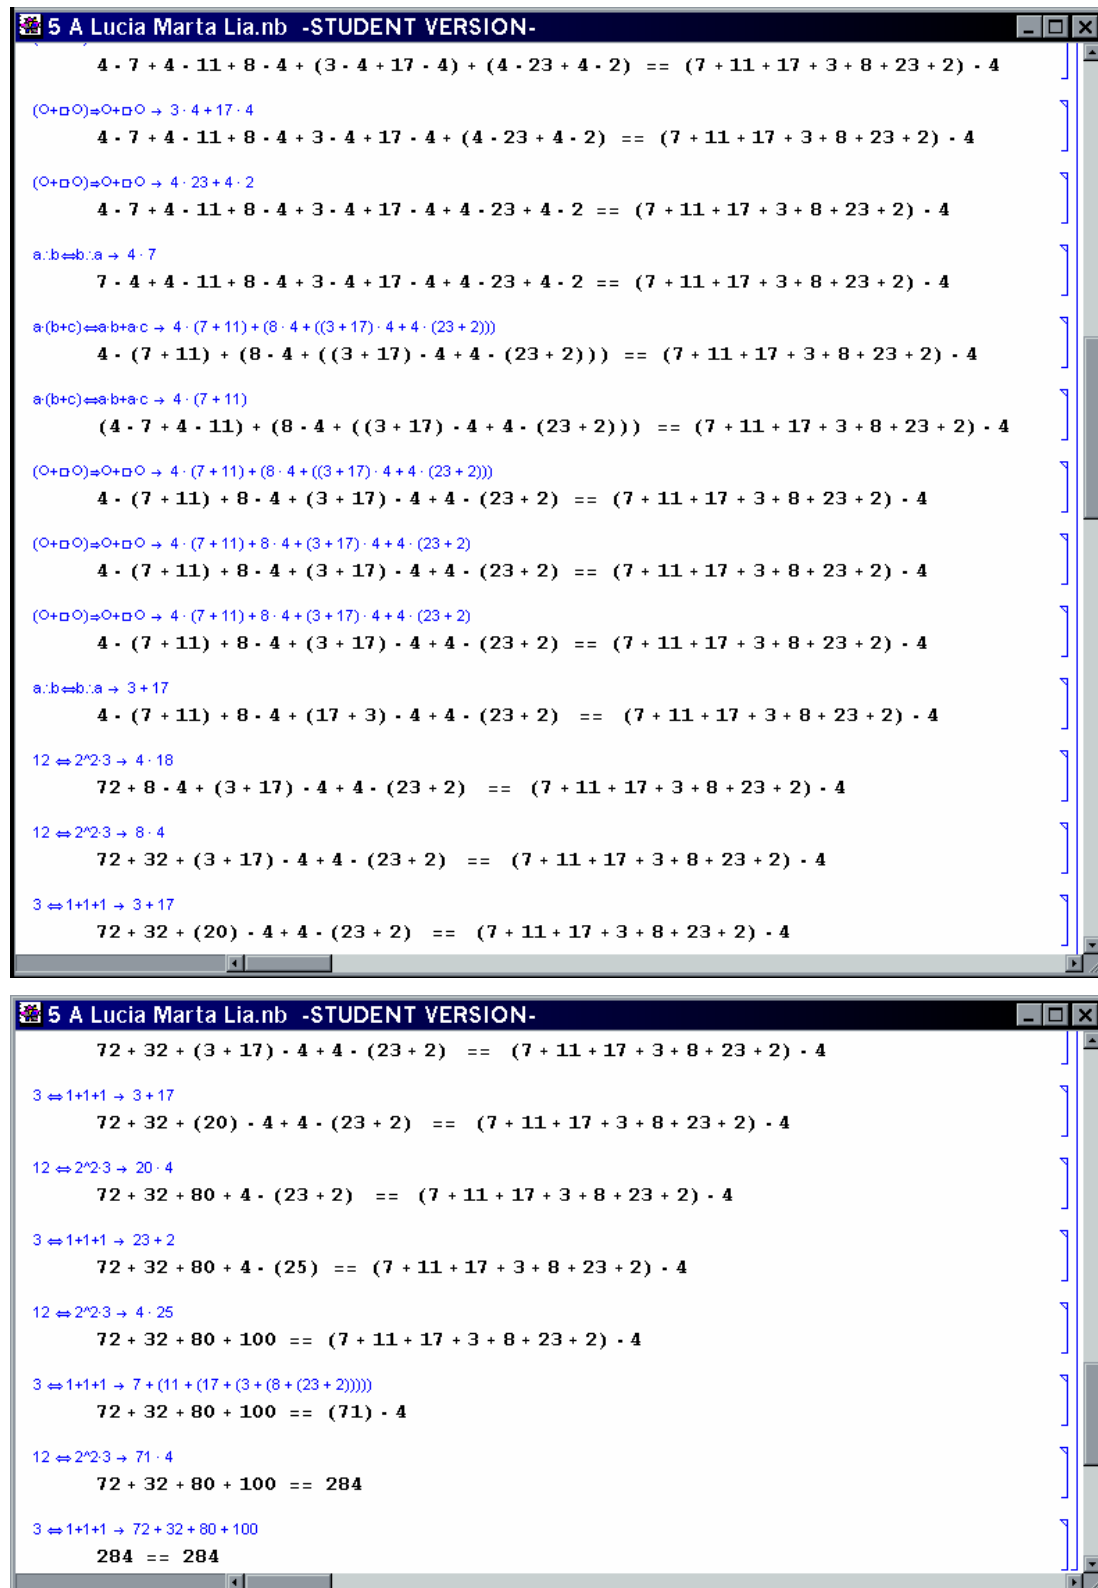 5 A Lucia Marta Lia.nb -STUDENT VERSION-
4 · 7 + 4 · 11 + 8 · 4 + (3 · 4 + 17 · 4) + (4 · 23 + 4 · 2) == (7 + 11 + 17 + 3 + 8 + 23 + 2) · 4
(○+□○)⇒○+□○ → 3 · 4 + 17 · 4
4 · 7 + 4 · 11 + 8 · 4 + 3 · 4 + 17 · 4 + (4 · 23 + 4 · 2) == (7 + 11 + 17 + 3 + 8 + 23 + 2) · 4
(○+□○)⇒○+□○ → 4 · 23 + 4 · 2
4 · 7 + 4 · 11 + 8 · 4 + 3 · 4 + 17 · 4 + 4 · 23 + 4 · 2 == (7 + 11 + 17 + 3 + 8 + 23 + 2) · 4
a∴b⇔b∴a → 4 · 7
7 · 4 + 4 · 11 + 8 · 4 + 3 · 4 + 17 · 4 + 4 · 23 + 4 · 2 == (7 + 11 + 17 + 3 + 8 + 23 + 2) · 4
a·(b+c)⇔a·b+a·c → 4 · (7 + 11) + (8 · 4 + ((3 + 17) · 4 + 4 · (23 + 2)))
4 · (7 + 11) + (8 · 4 + ((3 + 17) · 4 + 4 · (23 + 2))) == (7 + 11 + 17 + 3 + 8 + 23 + 2) · 4
a·(b+c)⇔a·b+a·c → 4 · (7 + 11)
(4 · 7 + 4 · 11) + (8 · 4 + ((3 + 17) · 4 + 4 · (23 + 2))) == (7 + 11 + 17 + 3 + 8 + 23 + 2) · 4
(○+□○)⇒○+□○ → 4 · (7 + 11) + (8 · 4 + ((3 + 17) · 4 + 4 · (23 + 2)))
4 · (7 + 11) + 8 · 4 + (3 + 17) · 4 + 4 · (23 + 2) == (7 + 11 + 17 + 3 + 8 + 23 + 2) · 4
(○+□○)⇒○+□○ → 4 · (7 + 11) + 8 · 4 + (3 + 17) · 4 + 4 · (23 + 2)
4 · (7 + 11) + 8 · 4 + (3 + 17) · 4 + 4 · (23 + 2) == (7 + 11 + 17 + 3 + 8 + 23 + 2) · 4
(○+□○)⇒○+□○ → 4 · (7 + 11) + 8 · 4 + (3 + 17) · 4 + 4 · (23 + 2)
4 · (7 + 11) + 8 · 4 + (3 + 17) · 4 + 4 · (23 + 2) == (7 + 11 + 17 + 3 + 8 + 23 + 2) · 4
a∴b⇔b∴a → 3 + 17
4 · (7 + 11) + 8 · 4 + (17 + 3) · 4 + 4 · (23 + 2) == (7 + 11 + 17 + 3 + 8 + 23 + 2) · 4
12 ⇔ 2^2·3 → 4 · 18
72 + 8 · 4 + (3 + 17) · 4 + 4 · (23 + 2) == (7 + 11 + 17 + 3 + 8 + 23 + 2) · 4
12 ⇔ 2^2·3 → 8 · 4
72 + 32 + (3 + 17) · 4 + 4 · (23 + 2) == (7 + 11 + 17 + 3 + 8 + 23 + 2) · 4
3 ⇔ 1+1+1 → 3 + 17
72 + 32 + (20) · 4 + 4 · (23 + 2) == (7 + 11 + 17 + 3 + 8 + 23 + 2) · 4
5 A Lucia Marta Lia.nb -STUDENT VERSION-
72 + 32 + (3 + 17) · 4 + 4 · (23 + 2) == (7 + 11 + 17 + 3 + 8 + 23 + 2) · 4
3 ⇔ 1+1+1 → 3 + 17
72 + 32 + (20) · 4 + 4 · (23 + 2) == (7 + 11 + 17 + 3 + 8 + 23 + 2) · 4
12 ⇔ 2^2·3 → 20 · 4
72 + 32 + 80 + 4 · (23 + 2) == (7 + 11 + 17 + 3 + 8 + 23 + 2) · 4
3 ⇔ 1+1+1 → 23 + 2
72 + 32 + 80 + 4 · (25) == (7 + 11 + 17 + 3 + 8 + 23 + 2) · 4
12 ⇔ 2^2·3 → 4 · 25
72 + 32 + 80 + 100 == (7 + 11 + 17 + 3 + 8 + 23 + 2) · 4
3 ⇔ 1+1+1 → 7 + (11 + (17 + (3 + (8 + (23 + 2)))))
72 + 32 + 80 + 100 == (71) · 4
12 ⇔ 2^2·3 → 71 · 4
72 + 32 + 80 + 100 == 284
3 ⇔ 1+1+1 → 72 + 32 + 80 + 100
284 == 284